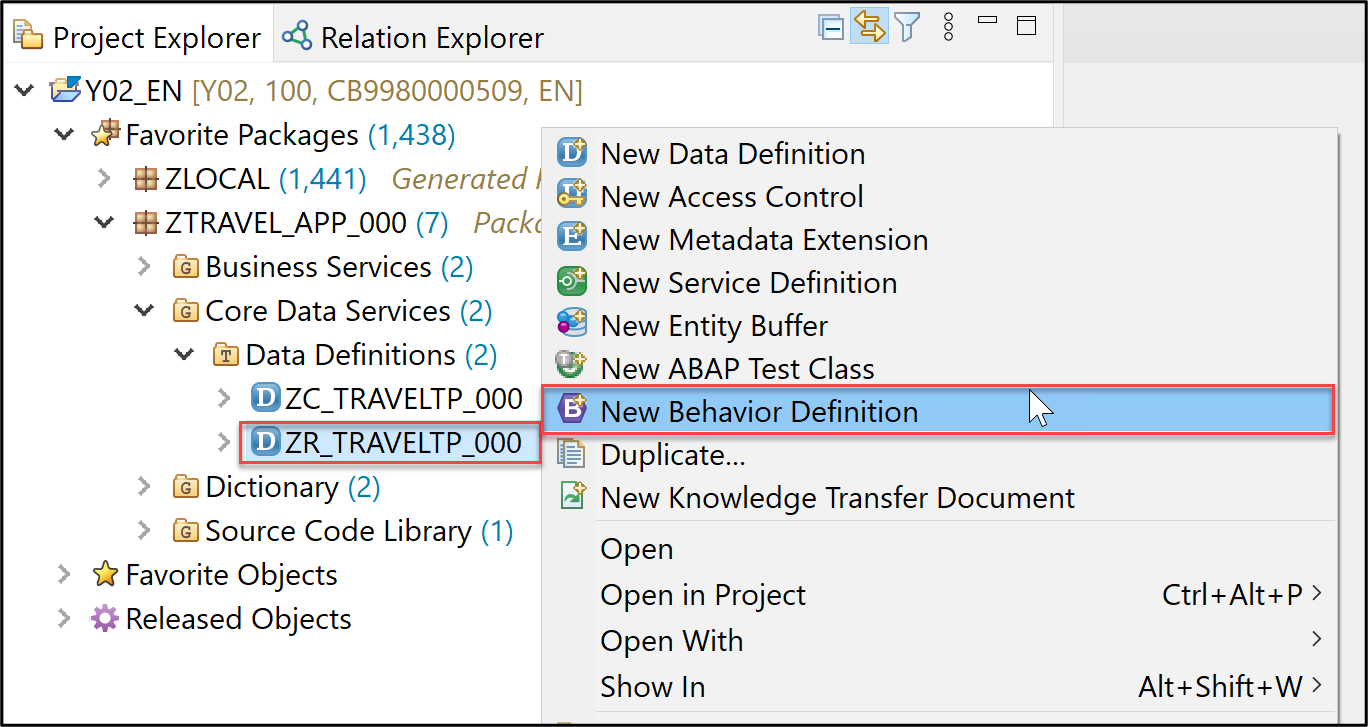 Project Explorer Relation Explorer
Y02_EN [Y02, 100, CB9980000509, EN]
Favorite Packages (1,438)
ZLOCAL (1,441) Generated
ZTRAVEL_APP_000 (7)
G Business Services (2)
G Core Data Services (2)
T Data Definitions (2)
D ZC_TRAVELTP_000
D ZR_TRAVELTP_000
G Dictionary (2)
G Source Code Library (1)
Favorite Objects
Released Objects
D New Data Definition
New Access Control
E New Metadata Extension
New Service Definition
New Entity Buffer
T New ABAP Test Class
B New Behavior Definition
Duplicate...
New Knowledge Transfer Document
Open
Open in Project Ctrl+Alt+P
Open With
Show In Alt+Shift+W